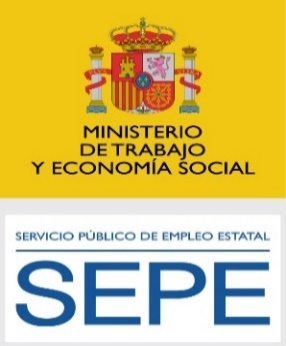 MINISTERIO
DE TRABAJO
Y ECONOMÍA SOCIAL
SERVICIO PÚBLICO DE EMPLEO ESTATAL
SEPE